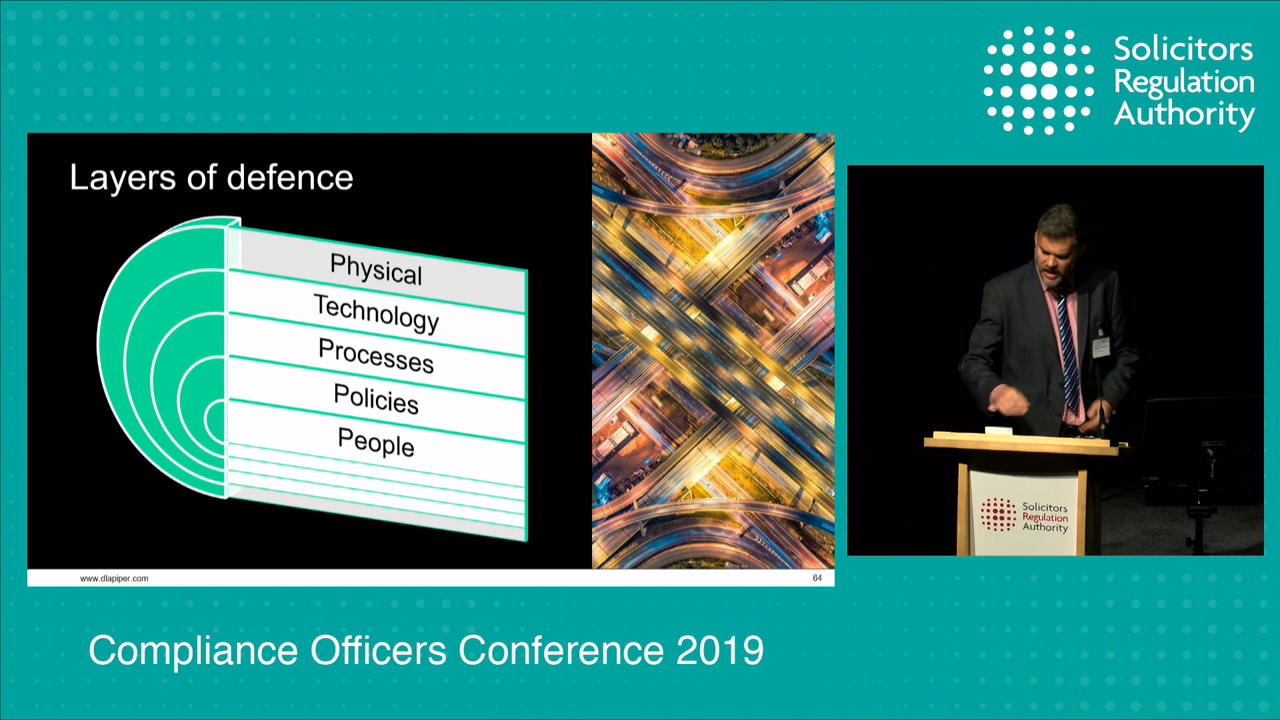 Solicitors
Regulation
Authority
Layers of defence
Physical
Technology
Processes
Policies
People
www.dlapiper.com
64
Solicitors
Regulation
Authority
Compliance Officers Conference 2019